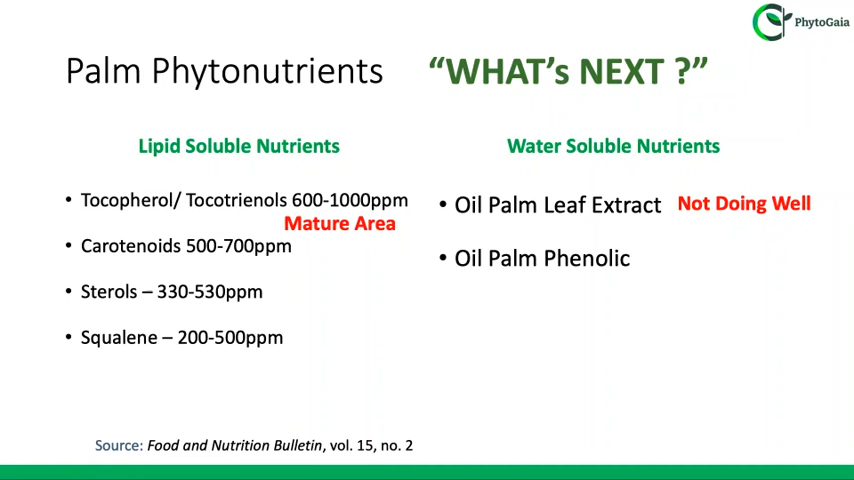 PhytoGaia
Palm Phytonutrients “WHAT’s NEXT ?”
Lipid Soluble Nutrients
• Tocopherol/ Tocotrienols 600-1000ppm
Mature Area
• Carotenoids 500-700ppm
• Sterols – 330-530ppm
• Squalene – 200-500ppm
Water Soluble Nutrients
• Oil Palm Leaf Extract Not Doing Well
• Oil Palm Phenolic
Source: Food and Nutrition Bulletin, vol. 15, no. 2